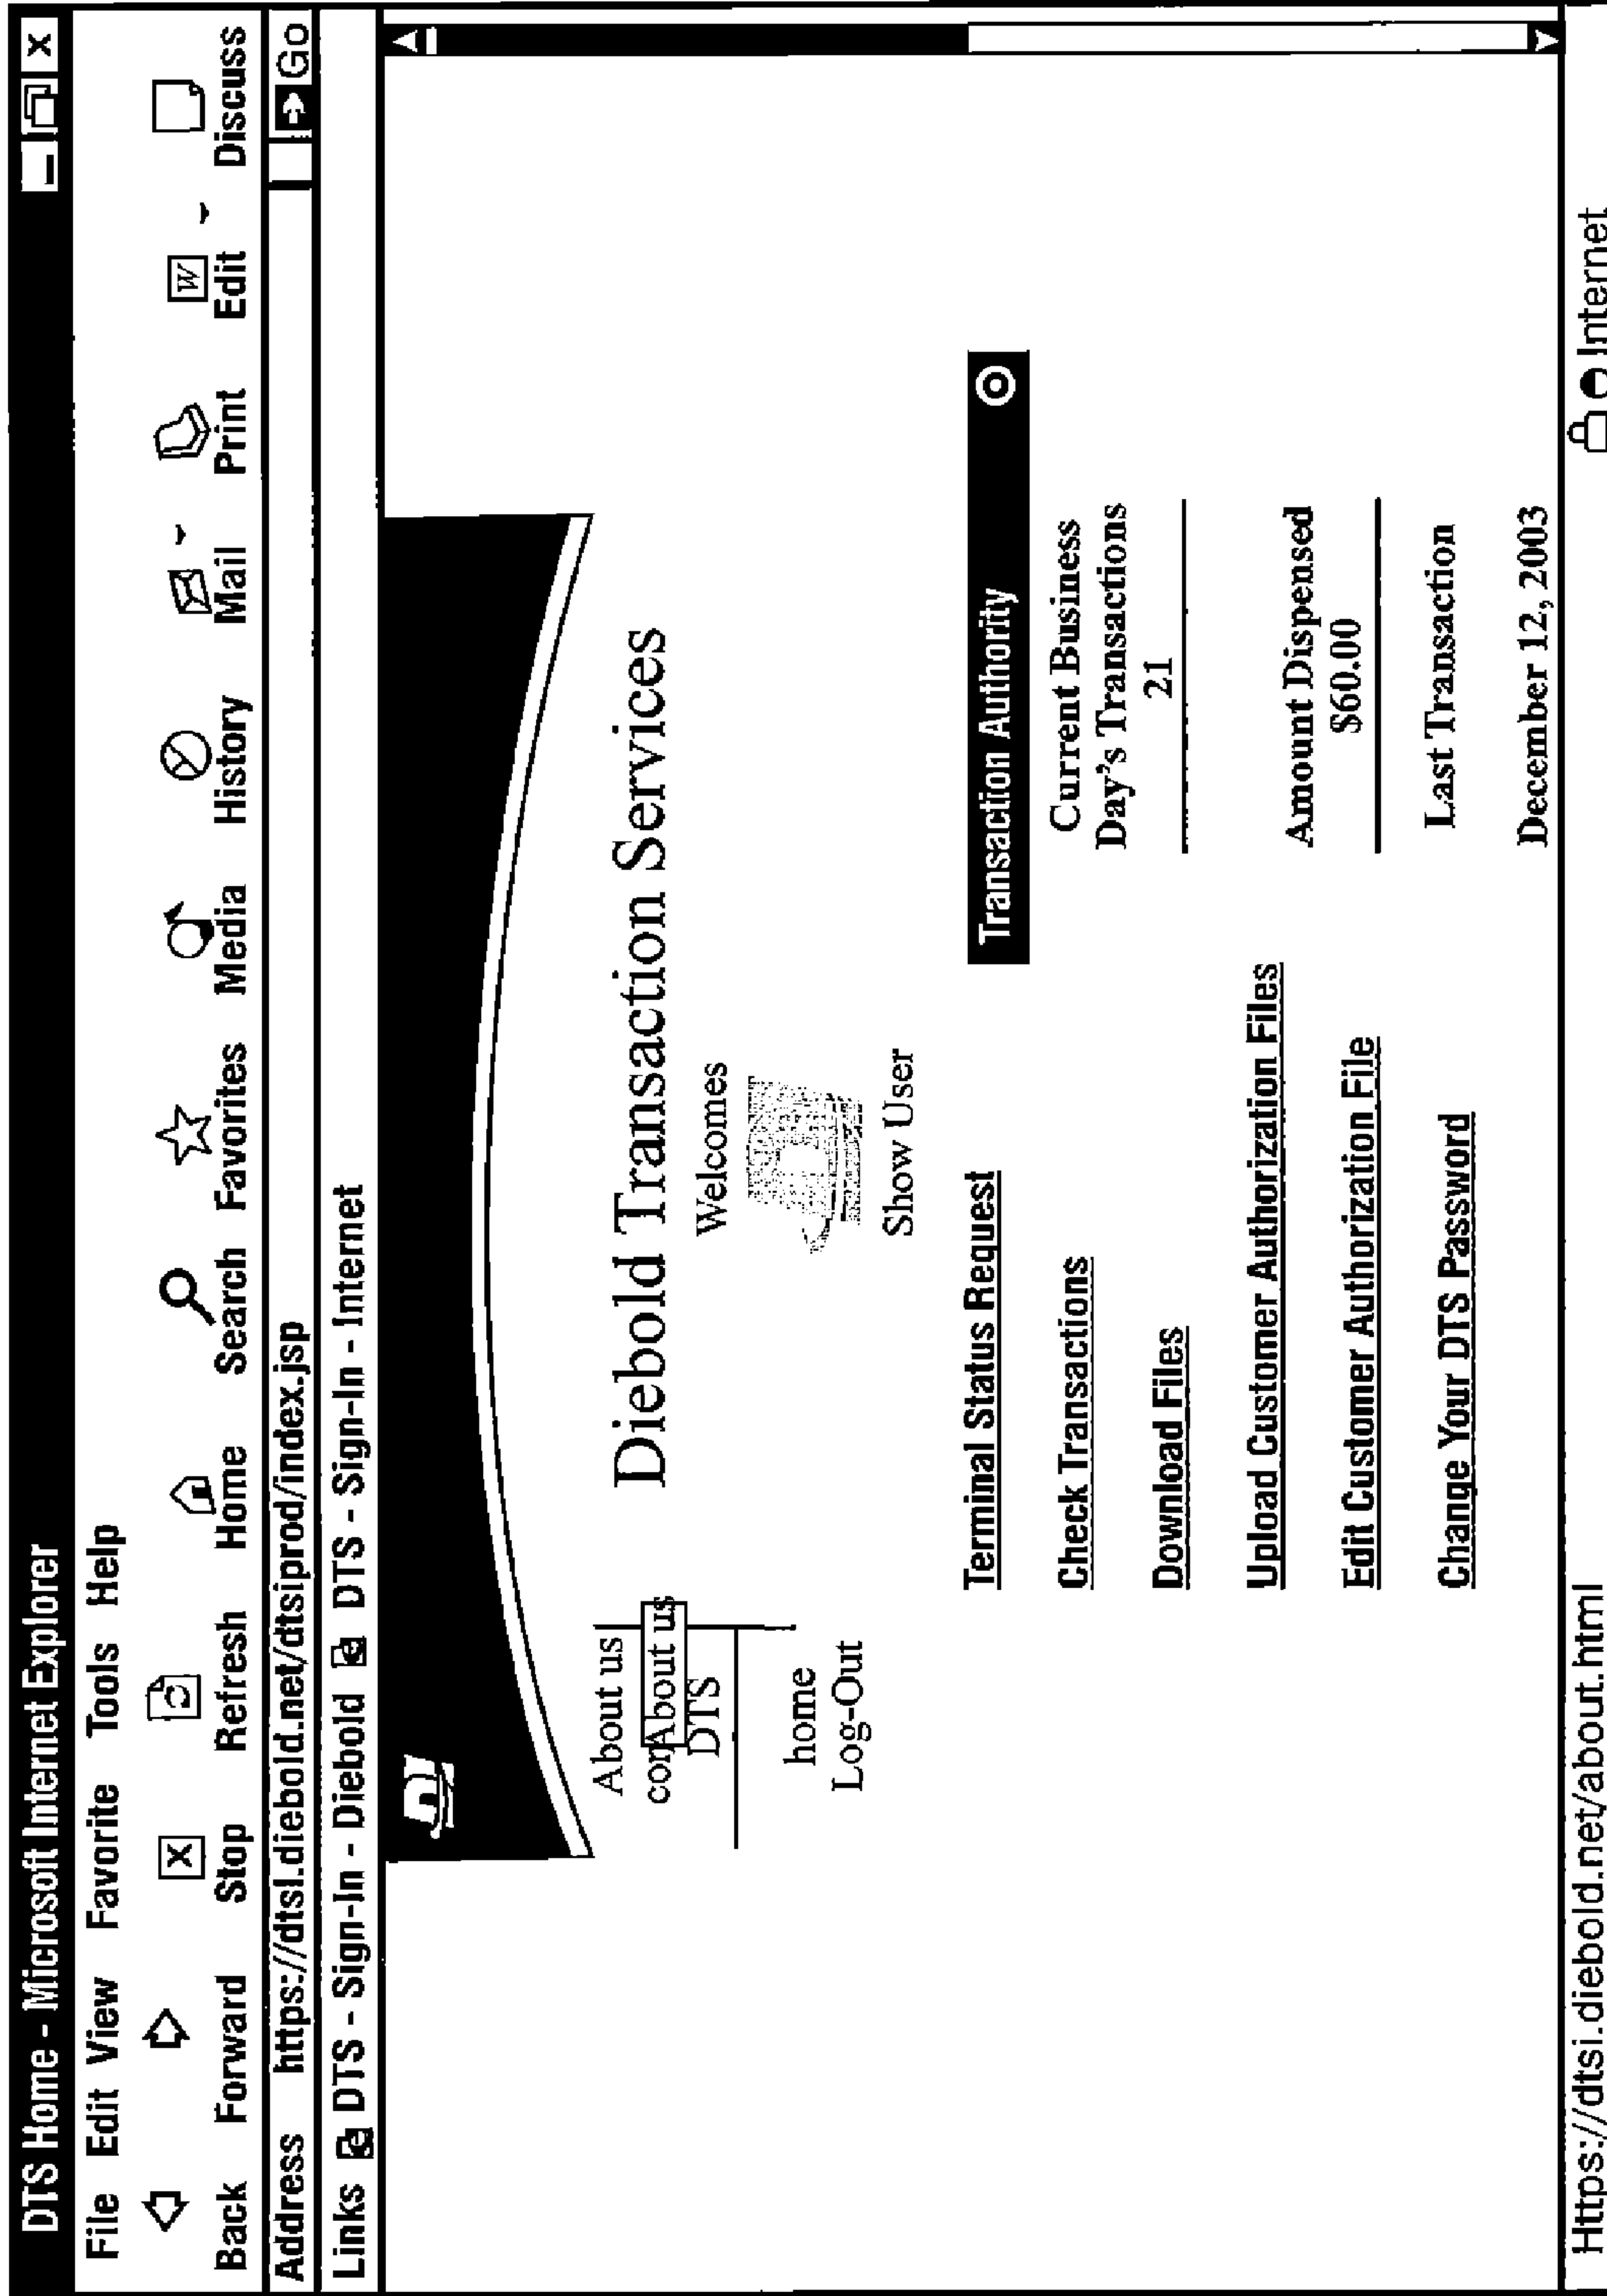 DTS Home - Microsoft Internet Explorer
File Edit View Favorite Tools Help
Back Forward Stop Refresh Home Search Favorites Media History Mail Print Edit Discuss
Address https://dtsl.diebold.net/dtsiprod/index.jsp Go
Links DTS - Sign-In - Diebold DTS - Sign-In - Internet
About us
About us
DTS
home
Log-Out
Diebold Transaction Services
Welcomes
Show User
Terminal Status Request
Check Transactions
Download Files
Upload Customer Authorization Files
Edit Customer Authorization File
Change Your DTS Password
Transaction Authority
Current Business
Day's Transactions
21
Amount Dispensed
$60.00
Last Transaction
December 12, 2003
Https://dtsi.diebold.net/about.html Internet